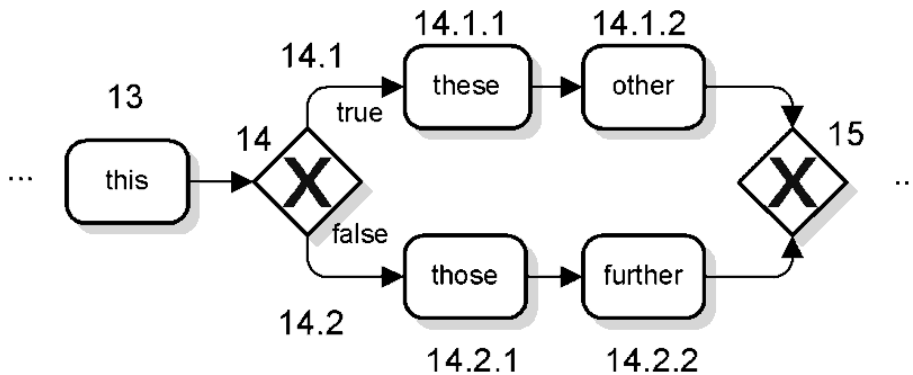 14.1
14.1.1
14.1.2
13
these
other
true
14
15
...
this
X
X
..
false
those
further
14.2
14.2.1
14.2.2